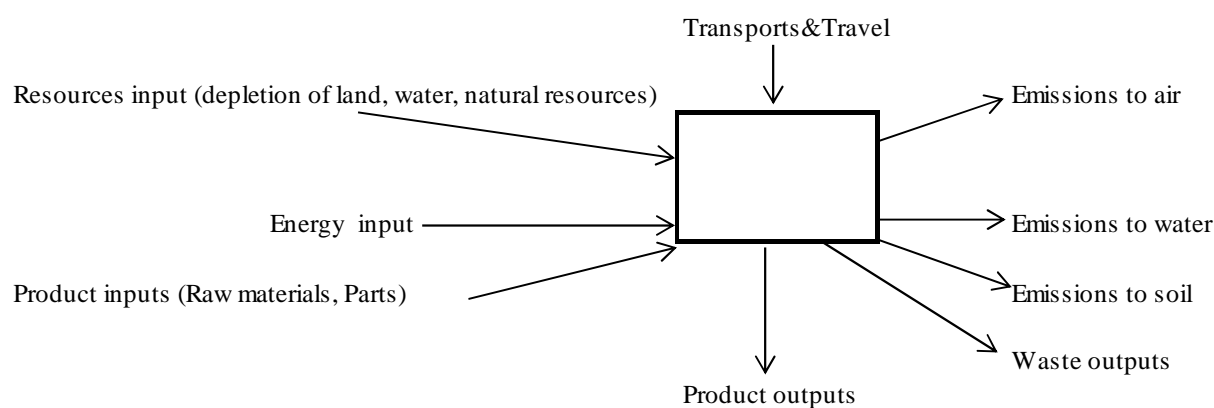 Transports&Travel
Resources input (depletion of land, water, natural resources)
Emissions to air
Energy input
Emissions to water
Product inputs (Raw materials, Parts)
Emissions to soil
Waste outputs
Product outputs